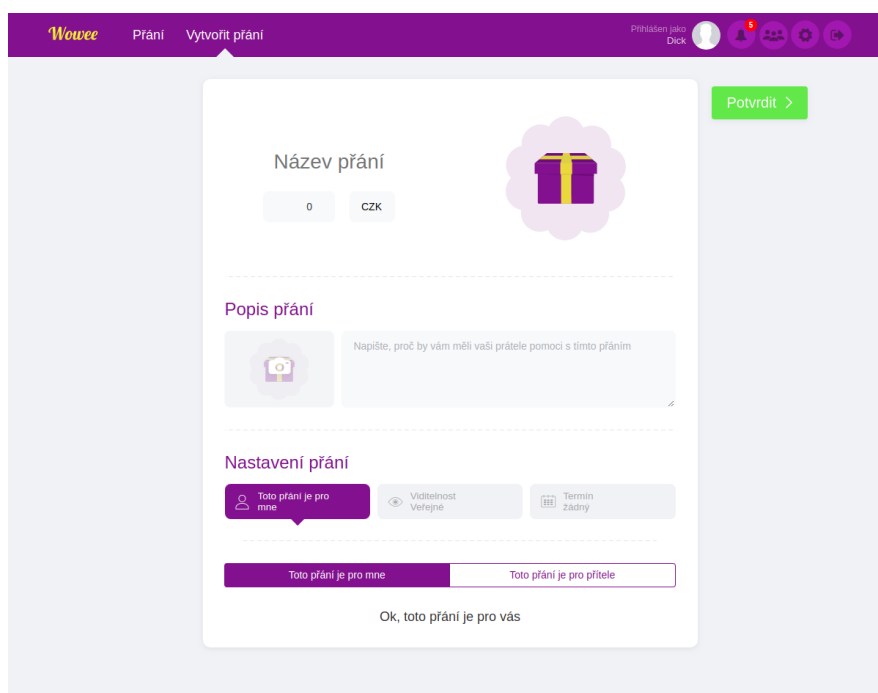 Wowee
Přání
Vytvořit přání
Přihlášen jako
Dick
5
Potvrdit
Název přání
0
CZK
Popis přání
Napište, proč by vám měli vaši prátele pomoci s tímto přáním
Nastavení přání
Toto přání je pro
mne
Viditelnost
Veřejné
Termín
žádný
Toto přání je pro mne
Toto přání je pro přítele
Ok, toto přání je pro vás